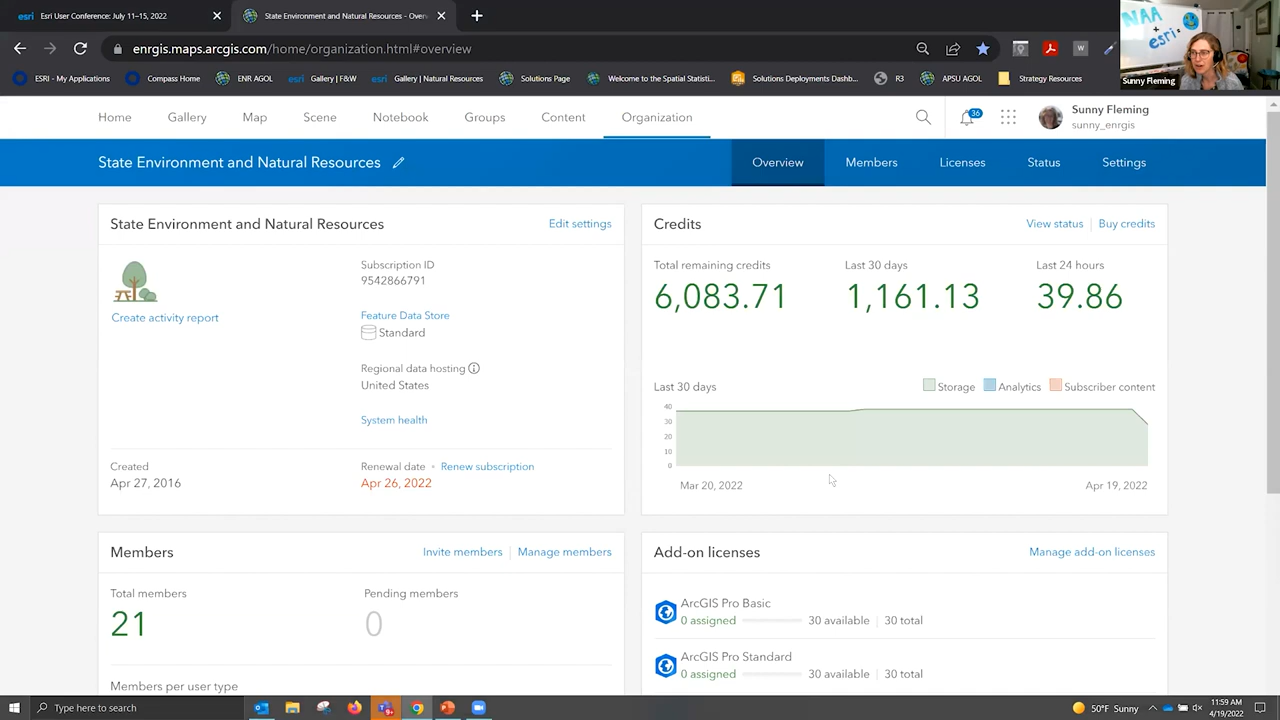 esri Esri User Conference: July 11–15, 2022
State Environment and Natural Resources - Over
enrgis.maps.arcgis.com/home/organization.html#overview
ESRI - My Applications
Compass Home
ENR AGOL
esri Gallery | F&W
esri Gallery | Natural Resources
Solutions Page
Welcome to the Spatial Statisti...
Solutions Deployments Dashb...
R3
APSU AGOL
Strategy Resources
W
NAA
+
esri
Sunny Fleming
Home
Gallery
Map
Scene
Notebook
Groups
Content
Organization
36
Sunny Fleming
sunny_enrgis
State Environment and Natural Resources
Overview
Members
Licenses
Status
Settings
State Environment and Natural Resources
Edit settings
Create activity report
Subscription ID
9542866791
Feature Data Store
Standard
Regional data hosting
United States
System health
Created
Apr 27, 2016
Renewal date • Renew subscription
Apr 26, 2022
Credits
View status | Buy credits
Total remaining credits
6,083.71
Last 30 days
1,161.13
Last 24 hours
39.86
Last 30 days
Storage
Analytics
Subscriber content
40
30
20
10
0
Mar 20, 2022
Apr 19, 2022
Members
Invite members | Manage members
Total members
21
Pending members
0
Members per user type
Add-on licenses
Manage add-on licenses
ArcGIS Pro Basic
0 assigned 30 available | 30 total
ArcGIS Pro Standard
0 assigned 30 available | 30 total
Type here to search
50°F Sunny
11:59 AM
4/19/2022